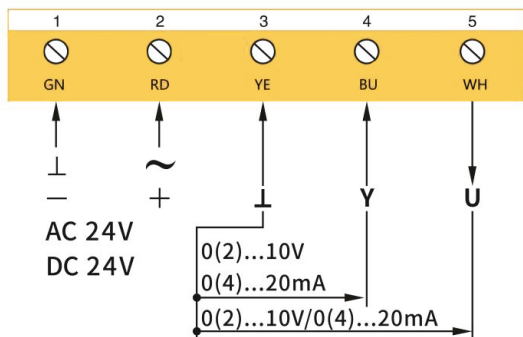 1 2 3 4 5
GN RD YE BU WH
⊥ ~
− + ⊥ Y U
AC 24V
DC 24V
0(2)...10V
0(4)...20mA
0(2)...10V/0(4)...20mA